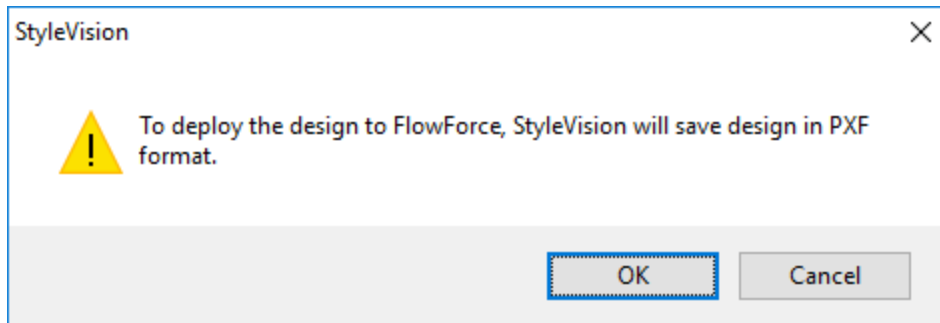 StyleVision
To deploy the design to FlowForce, StyleVision will save design in PXF
format.
OK
Cancel